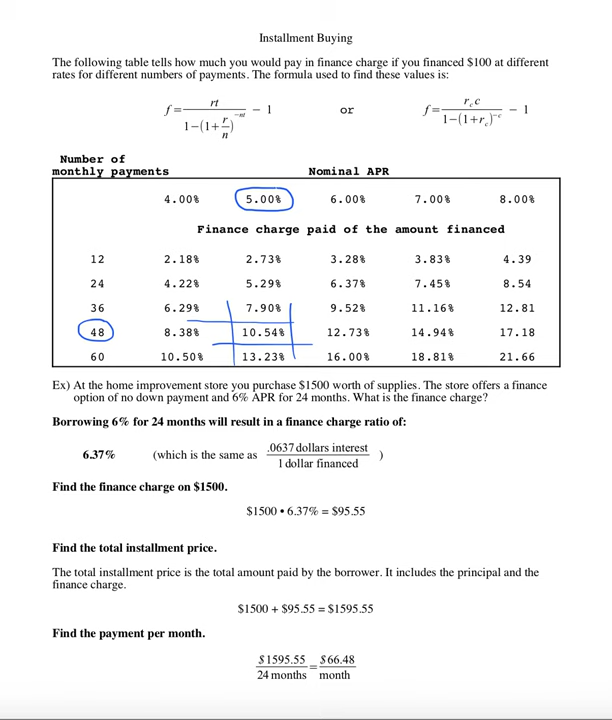 Installment Buying
The following table tells how much you would pay in finance charge if you financed $100 at different
rates for different numbers of payments. The formula used to find these values is:
f = rt / (1−(1+r/n)^−nt) − 1 or f = r_c c / (1−(1+r_c)^−c) − 1
Number of
monthly payments Nominal APR
4.00% 5.00% 6.00% 7.00% 8.00%
Finance charge paid of the amount financed
12 2.18% 2.73% 3.28% 3.83% 4.39
24 4.22% 5.29% 6.37% 7.45% 8.54
36 6.29% 7.90% 9.52% 11.16% 12.81
48 8.38% 10.54% 12.73% 14.94% 17.18
60 10.50% 13.23% 16.00% 18.81% 21.66
Ex) At the home improvement store you purchase $1500 worth of supplies. The store offers a finance
option of no down payment and 6% APR for 24 months. What is the finance charge?
Borrowing 6% for 24 months will result in a finance charge ratio of:
6.37% (which is the same as .0637 dollars interest / 1 dollar financed )
Find the finance charge on $1500.
$1500 • 6.37% = $95.55
Find the total installment price.
The total installment price is the total amount paid by the borrower. It includes the principal and the
finance charge.
$1500 + $95.55 = $1595.55
Find the payment per month.
$1595.55 / 24 months = $66.48 / month